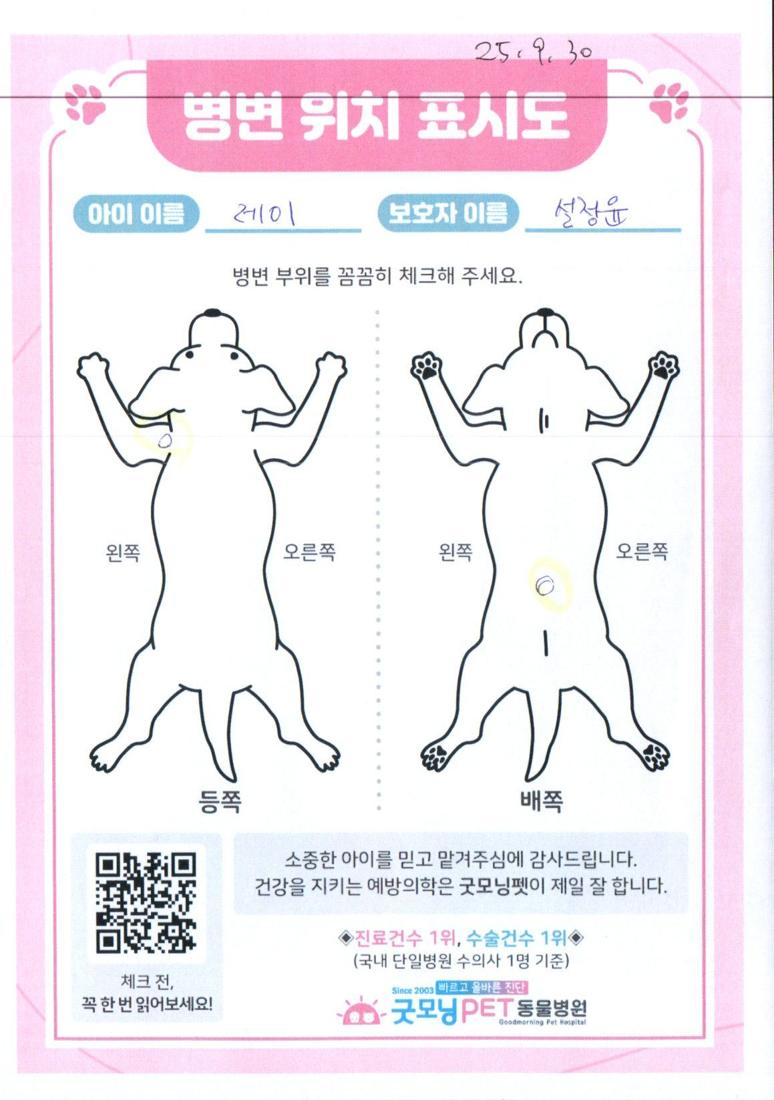 25.9.30
병변 위치 표시도
아이 이름 제이 보호자 이름 설정윤
병변 부위를 꼼꼼히 체크해 주세요.
왼쪽 오른쪽 왼쪽 오른쪽
등쪽 배쪽
소중한 아이를 믿고 맡겨주심에 감사드립니다.
건강을 지키는 예방의학은 굿모닝펫이 제일 잘 합니다.
◈진료건수 1위, 수술건수 1위◈
(국내 단일병원 수의사 1명 기준)
체크 전,
꼭 한 번 읽어보세요!
Since 2003 빠르고 올바른 진단
굿모닝PET동물병원
Goodmorning Pet Hospital